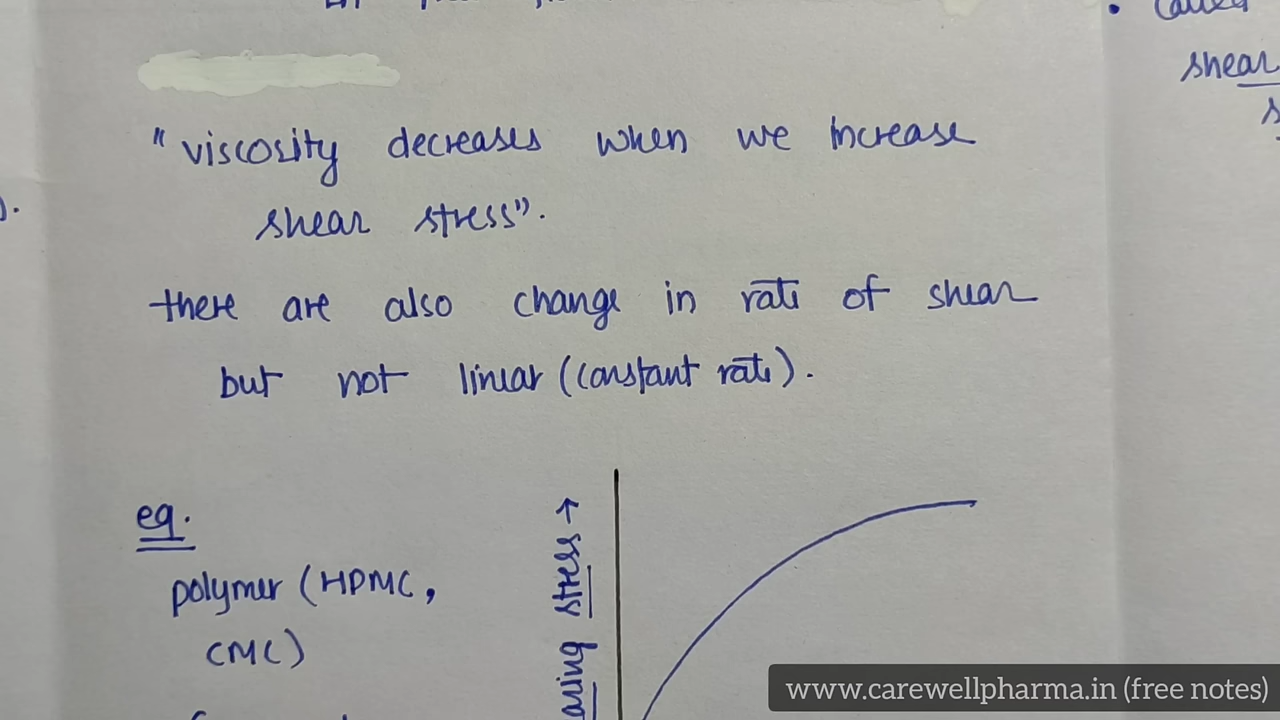 • called
shear
"viscosity decreases when we increase
shear stress".
there are also change in rate of shear
but not linear (constant rate).
eg.
polymer (HPMC,
CMC)
stress →
www.carewellpharma.in (free notes)